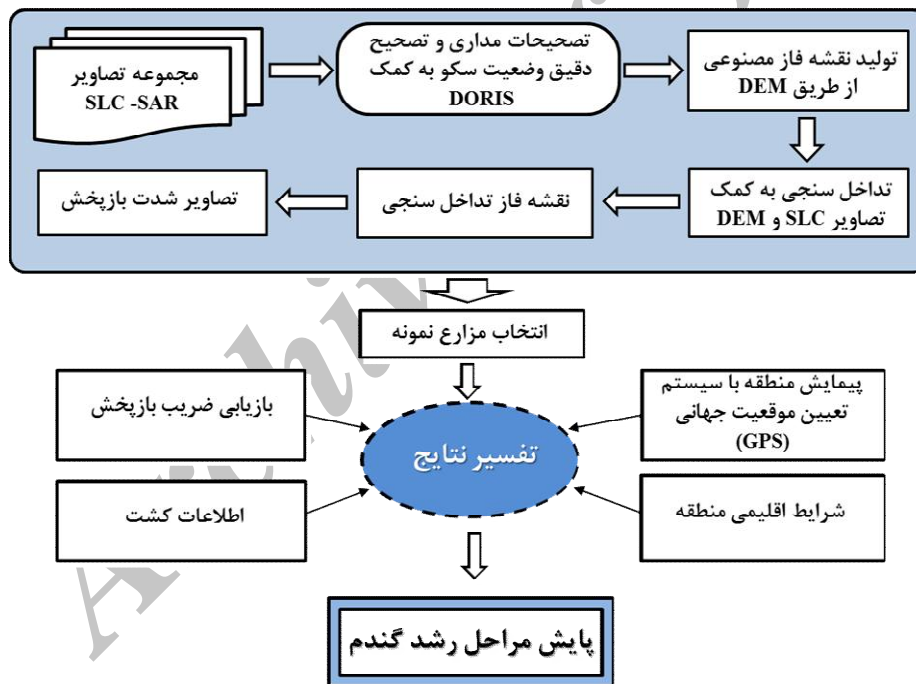 مجموعه تصاویر
SLC -SAR
تصحیحات مداری و تصحیح
دقیق وضعیت سکو به کمک
DORIS
تولید نقشه فاز مصنوعی
از طریق DEM
تداخل سنجی به کمک
تصاویر SLC و DEM
نقشه فاز تداخل سنجی
تصاویر شدت بازپخش
انتخاب مزارع نمونه
پیمایش منطقه با سیستم
تعیین موقعیت جهانی
(GPS)
بازیابی ضریب بازپخش
تفسیر نتایج
شرایط اقلیمی منطقه
اطلاعات کشت
پایش مراحل رشد گندم